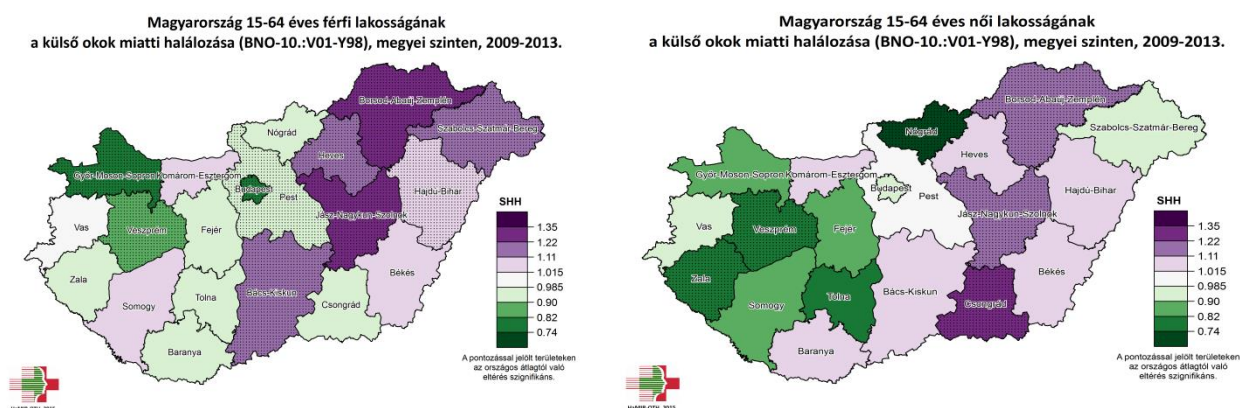 Magyarország 15-64 éves férfi lakosságának
a külső okok miatti halálozása (BNO-10.:V01-Y98), megyei szinten, 2009-2013.
Borsod-Abaúj-Zemplén
Szabolcs-Szatmár-Bereg
Nógrád
Heves
Győr-Moson-Sopron
Komárom-Esztergom
Budapest
Pest
Hajdú-Bihar
Jász-Nagykun-Szolnok
Vas
Veszprém
Fejér
Zala
Somogy
Tolna
Bács-Kiskun
Békés
Csongrád
Baranya
SHH
1.35
1.22
1.11
1.015
0.985
0.90
0.82
0.74
A pontozással jelölt területeken
az országos átlagtól való
eltérés szignifikáns.
Magyarország 15-64 éves női lakosságának
a külső okok miatti halálozása (BNO-10.:V01-Y98), megyei szinten, 2009-2013.
Borsod-Abaúj-Zemplén
Szabolcs-Szatmár-Bereg
Nógrád
Heves
Győr-Moson-Sopron
Komárom-Esztergom
Budapest
Pest
Hajdú-Bihar
Jász-Nagykun-Szolnok
Vas
Veszprém
Fejér
Zala
Somogy
Tolna
Bács-Kiskun
Békés
Csongrád
Baranya
SHH
1.35
1.22
1.11
1.015
0.985
0.90
0.82
0.74
A pontozással jelölt területeken
az országos átlagtól való
eltérés szignifikáns.